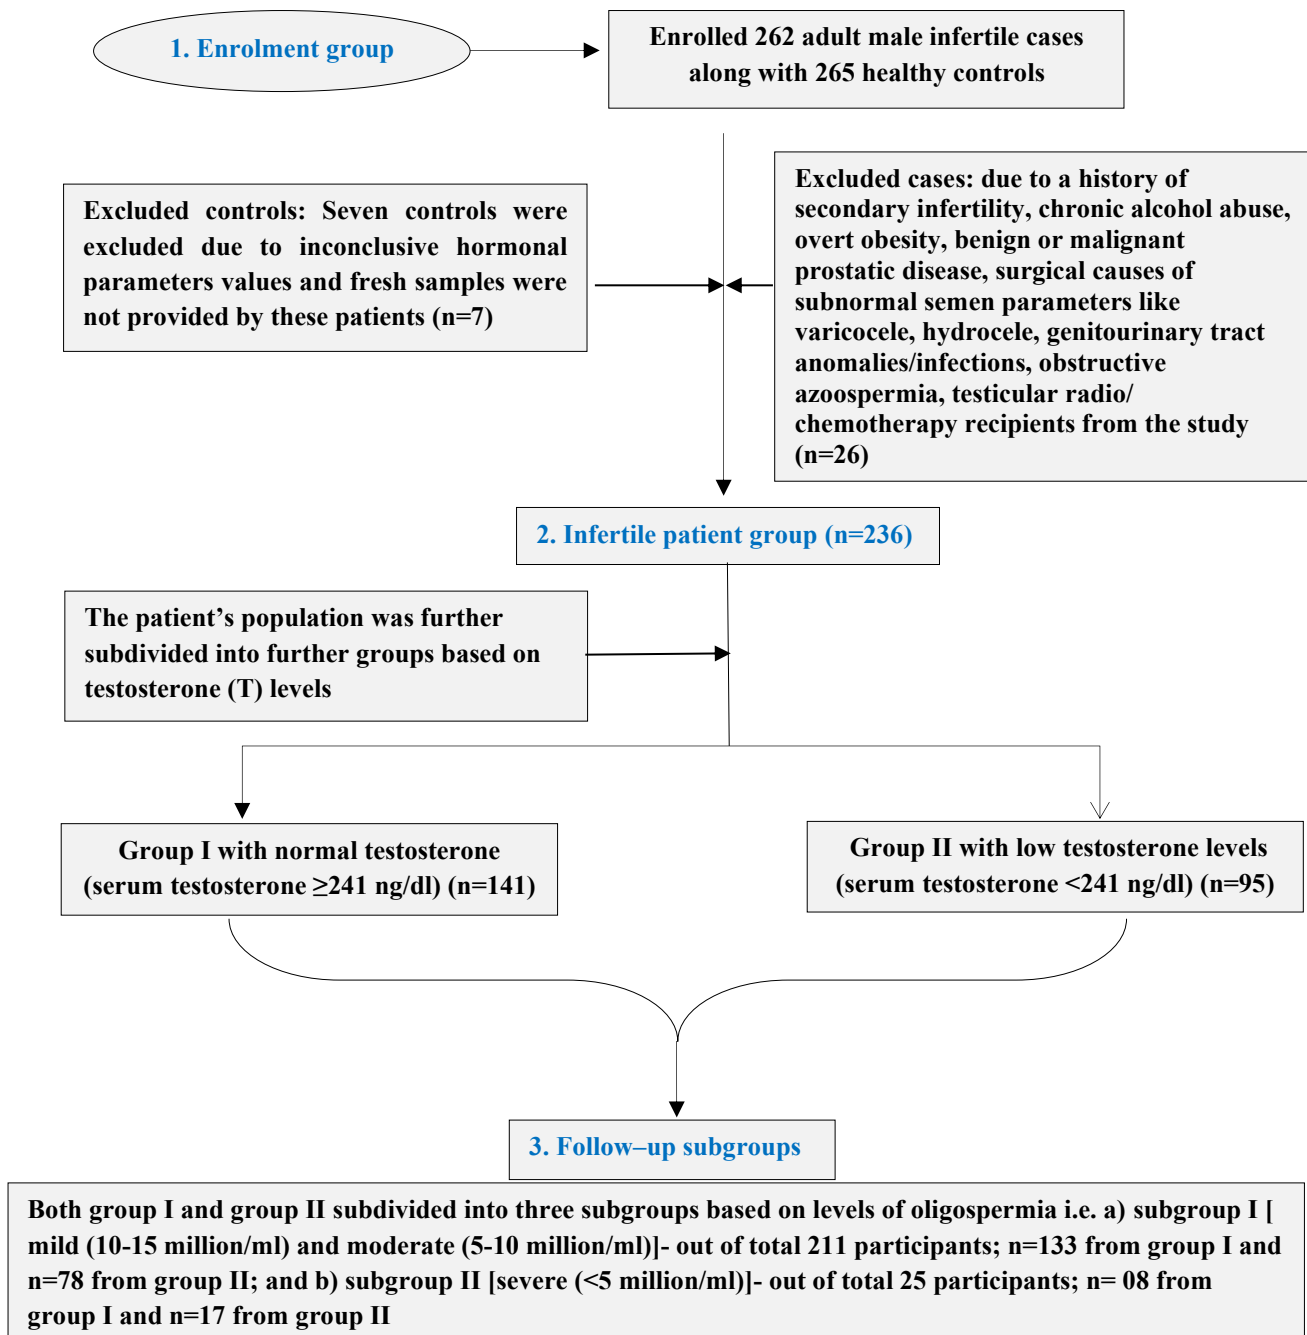 1. Enrolment group
Enrolled 262 adult male infertile cases
along with 265 healthy controls
Excluded controls: Seven controls were
excluded due to inconclusive hormonal
parameters values and fresh samples were
not provided by these patients (n=7)
Excluded cases: due to a history of
secondary infertility, chronic alcohol abuse,
overt obesity, benign or malignant
prostatic disease, surgical causes of
subnormal semen parameters like
varicocele, hydrocele, genitourinary tract
anomalies/infections, obstructive
azoospermia, testicular radio/
chemotherapy recipients from the study
(n=26)
2. Infertile patient group (n=236)
The patient’s population was further
subdivided into further groups based on
testosterone (T) levels
Group I with normal testosterone
(serum testosterone ≥241 ng/dl) (n=141)
Group II with low testosterone levels
(serum testosterone <241 ng/dl) (n=95)
3. Follow–up subgroups
Both group I and group II subdivided into three subgroups based on levels of oligospermia i.e. a) subgroup I [
mild (10-15 million/ml) and moderate (5-10 million/ml)]- out of total 211 participants; n=133 from group I and
n=78 from group II; and b) subgroup II [severe (<5 million/ml)]- out of total 25 participants; n= 08 from
group I and n=17 from group II